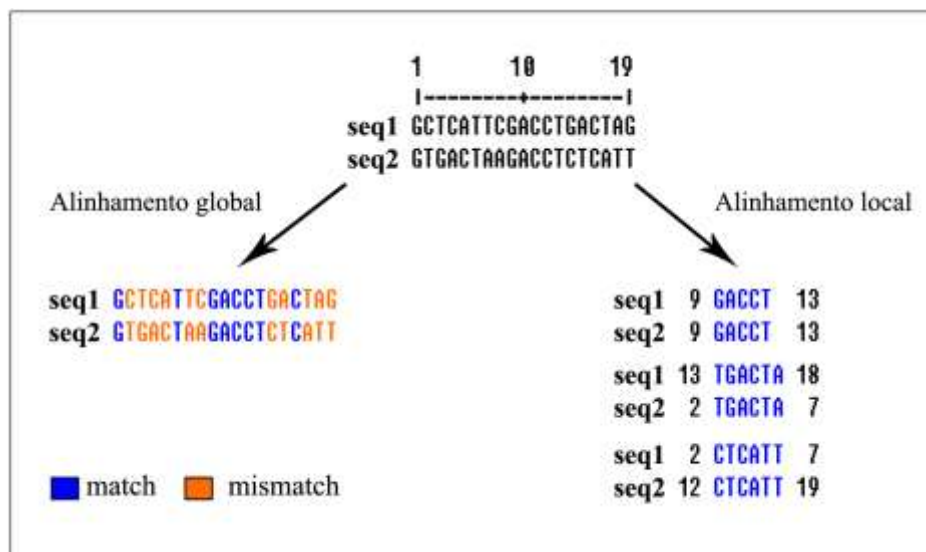 1 10 19
|--------+--------|
seq1 GCTCATTCGACCTGACTAG
seq2 GTGACTAAGACCTCTCATT
Alinhamento global
Alinhamento local
seq1 GCTCATTCGACCTGACTAG
seq2 GTGACTAAGACCTCTCATT
seq1 9 GACCT 13
seq2 9 GACCT 13
seq1 13 TGACTA 18
seq2 2 TGACTA 7
seq1 2 CTCATT 7
seq2 12 CTCATT 19
match mismatch